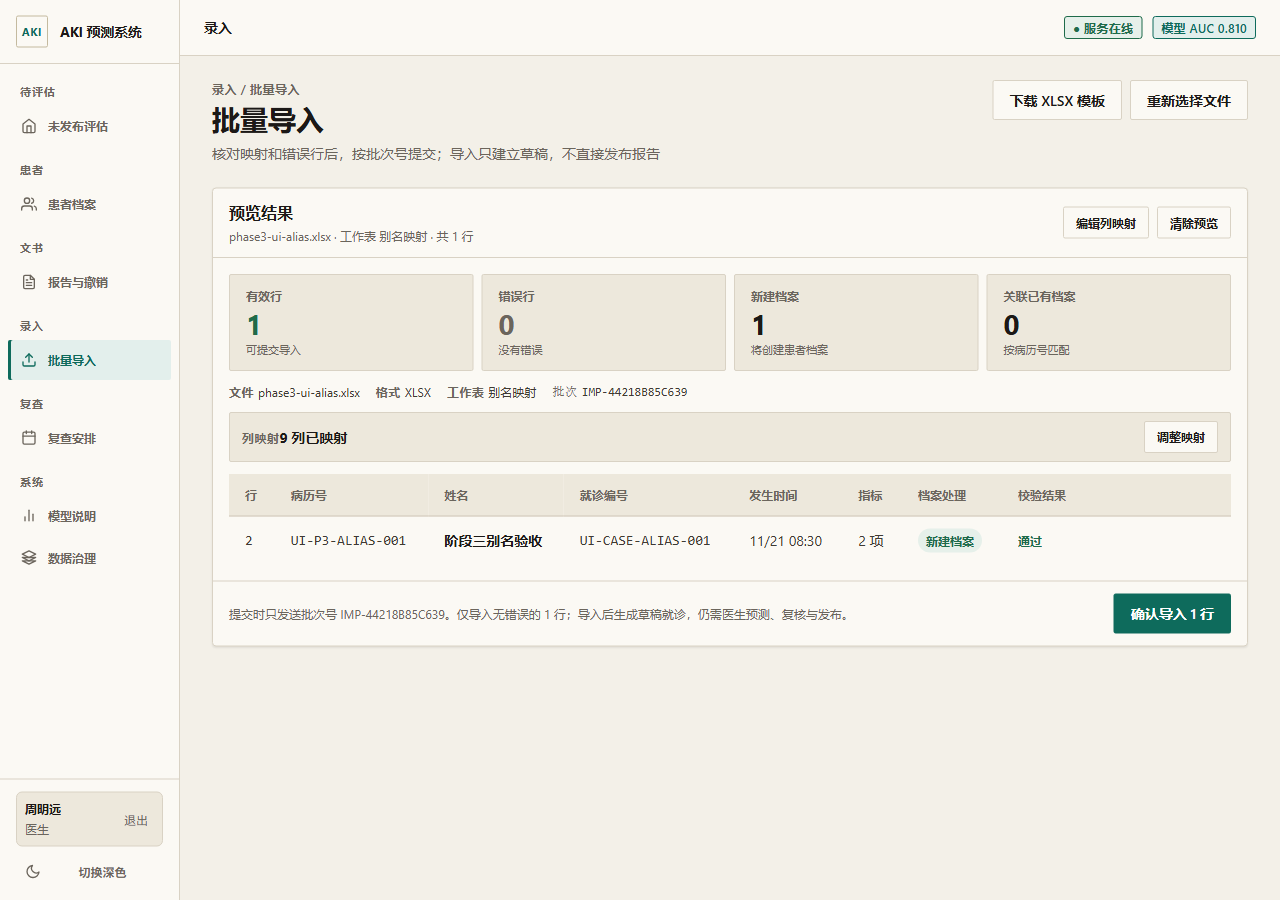 AKI AKI 预测系统
待评估
未发布评估
患者
患者档案
文书
报告与撤销
录入
批量导入
复查
复查安排
系统
模型说明
数据治理
周明远
医生
退出
切换深色
录入
● 服务在线
模型 AUC 0.810
录入 / 批量导入
批量导入
核对映射和错误行后，按批次号提交；导入只建立草稿，不直接发布报告
下载 XLSX 模板
重新选择文件
预览结果
phase3-ui-alias.xlsx · 工作表 别名映射 · 共 1 行
编辑列映射
清除预览
有效行
1
可提交导入
错误行
0
没有错误
新建档案
1
将创建患者档案
关联已有档案
0
按病历号匹配
文件 phase3-ui-alias.xlsx 格式 XLSX 工作表 别名映射 批次 IMP-44218B85C639
列映射9 列已映射
调整映射
行 病历号 姓名 就诊编号 发生时间 指标 档案处理 校验结果
2 UI-P3-ALIAS-001 阶段三别名验收 UI-CASE-ALIAS-001 11/21 08:30 2 项 新建档案 通过
提交时只发送批次号 IMP-44218B85C639。仅导入无错误的 1 行；导入后生成草稿就诊，仍需医生预测、复核与发布。
确认导入 1 行